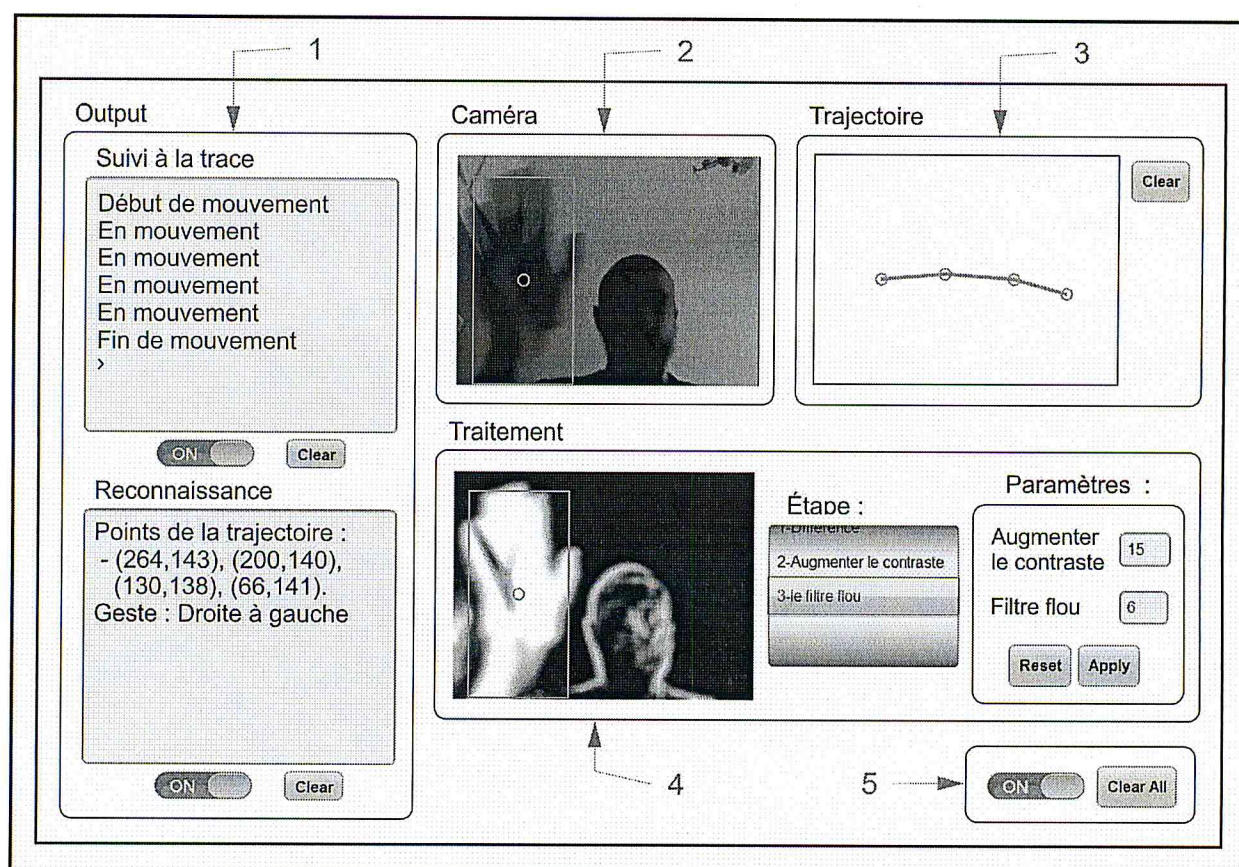 1
2
3
Output
Suivi à la trace
Début de mouvement
En mouvement
En mouvement
En mouvement
En mouvement
Fin de mouvement
>
ON
Clear
Reconnaissance
Points de la trajectoire :
- (264,143), (200,140),
(130,138), (66,141).
Geste : Droite à gauche
ON
Clear
Caméra
Trajectoire
Clear
Traitement
Étape :
1-Difference
2-Augmenter le contraste
3-le filtre flou
Paramètres :
Augmenter
le contraste
15
Filtre flou
6
Reset
Apply
4
5
ON
Clear All